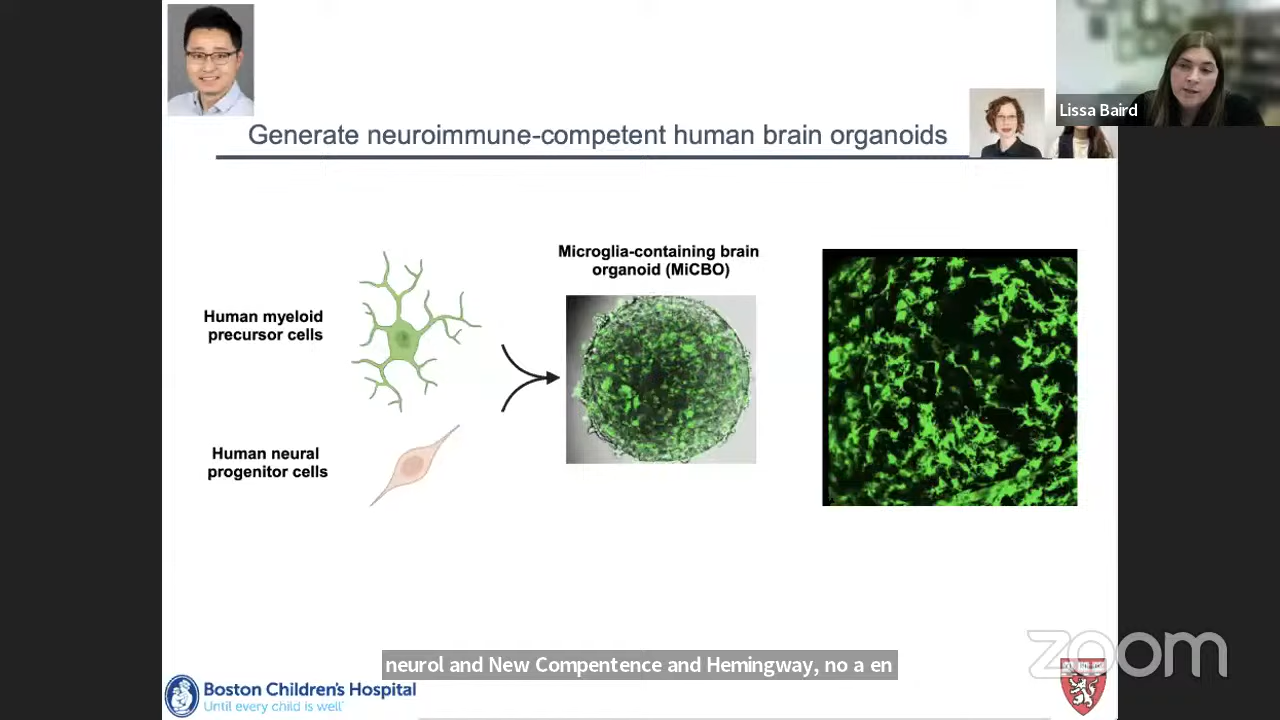 Lissa Baird
Generate neuroimmune-competent human brain organoids
Microglia-containing brain
organoid (MiCBO)
Human myeloid
precursor cells
Human neural
progenitor cells
neurol and New Compentence and Hemingway, no a en
zoom
Boston Children's Hospital
Until every child is well